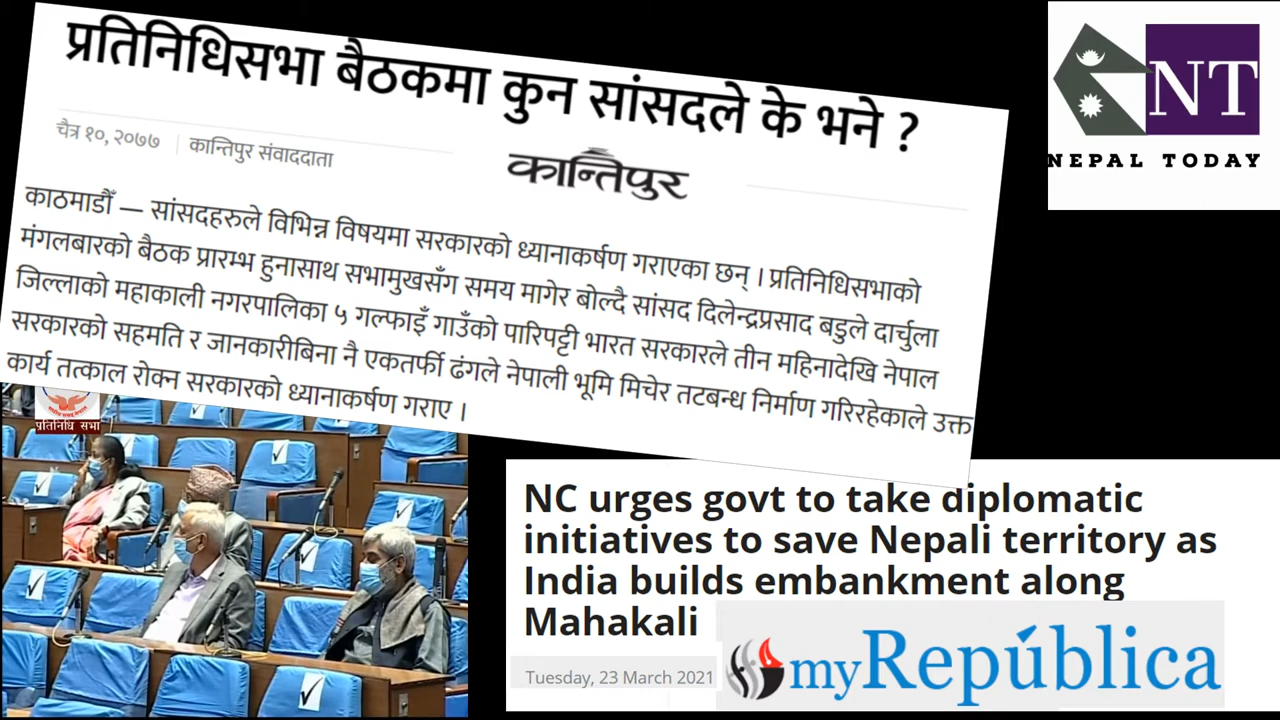 प्रतिनिधिसभा बैठकमा कुन सांसदले के भने ?
चैत्र १०, २०७७ | कान्तिपुर संवाददाता
कान्तिपुर
काठमाडौँ — सांसदहरुले विभिन्न विषयमा सरकारको ध्यानाकर्षण गराएका छन् । प्रतिनिधिसभाको
मंगलबारको बैठक प्रारम्भ हुनासाथ सभामुखसँग समय मागेर बोल्दै सांसद दिलेन्द्रप्रसाद बडुले दार्चुला
जिल्लाको महाकाली नगरपालिका ५ गल्फाइँ गाउँको पारिपट्टी भारत सरकारले तीन महिनादेखि नेपाल
सरकारको सहमति र जानकारीबिना नै एकतर्फी ढंगले नेपाली भूमि मिचेर तटबन्ध निर्माण गरिरहेकाले उक्त
कार्य तत्काल रोक्न सरकारको ध्यानाकर्षण गराए ।
NT
NEPAL TODAY
प्रतिनिधि सभा
NC urges govt to take diplomatic
initiatives to save Nepali territory as
India builds embankment along
Mahakali
Tuesday, 23 March 2021
myRepública